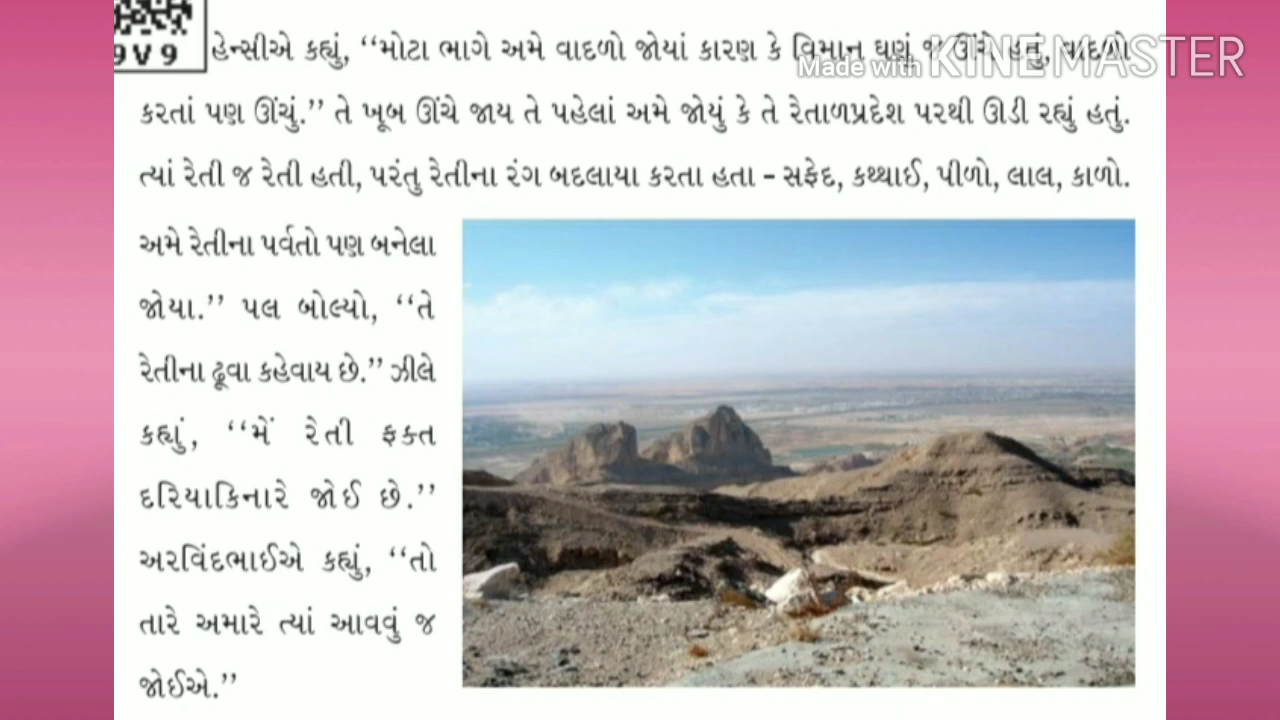 9V9
હેન્સીએ કહ્યું, ‘‘મોટા ભાગે અમે વાદળો જોયાં કારણ કે વિમાન ઘણું જ ઊંચે હતું, વાદળો
Made with KINEMASTER
કરતાં પણ ઊંચું.’’ તે ખૂબ ઊંચે જાય તે પહેલાં અમે જોયું કે તે રેતાળપ્રદેશ પરથી ઊડી રહ્યું હતું.
ત્યાં રેતી જ રેતી હતી, પરંતુ રેતીના રંગ બદલાયા કરતા હતા – સફેદ, કથ્થાઈ, પીળો, લાલ, કાળો.
અમે રેતીના પર્વતો પણ બનેલા
જોયા.’’ પલ બોલ્યો, ‘‘તે
રેતીના ઢૂવા કહેવાય છે.’’ ઝીલે
કહ્યું, ‘‘મેં રેતી ફક્ત
દરિયાકિનારે જોઈ છે.’’
અરવિંદભાઈએ કહ્યું, ‘‘તો
તારે અમારે ત્યાં આવવું જ
જોઈએ.’’